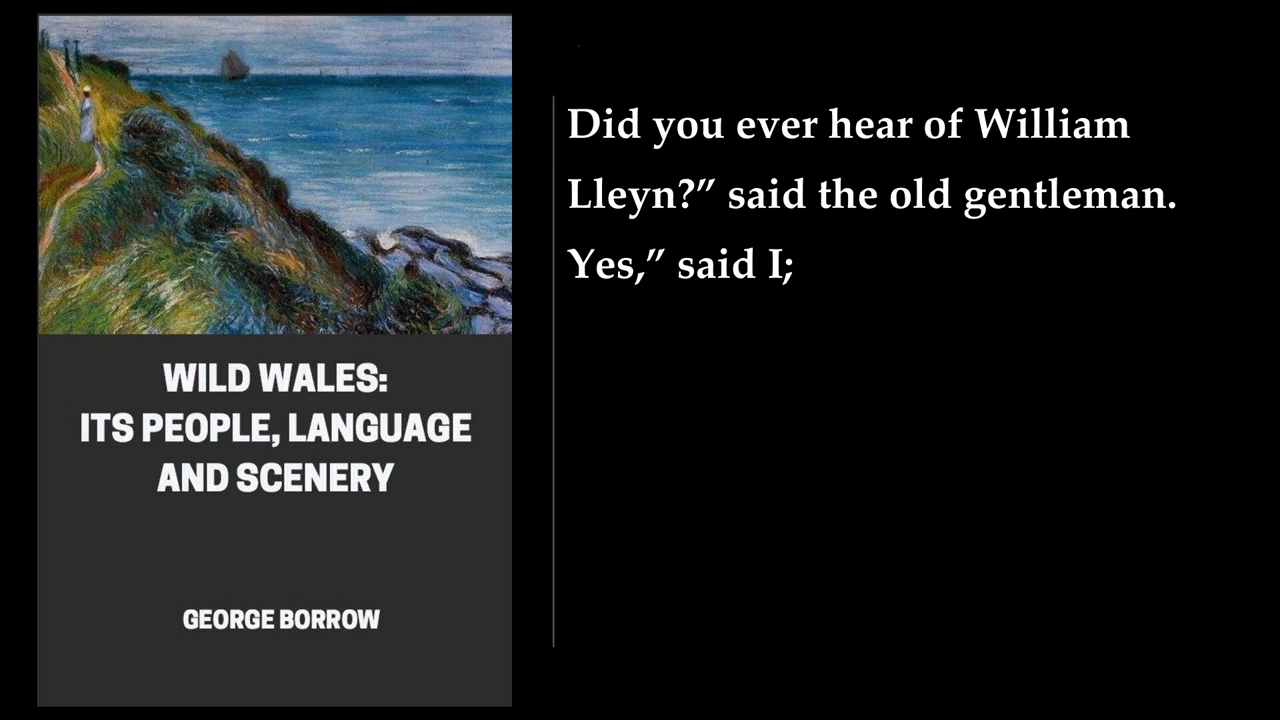 WILD WALES:
ITS PEOPLE, LANGUAGE
AND SCENERY
GEORGE BORROW
Did you ever hear of William
Lleyn?” said the old gentleman.
Yes,” said I;